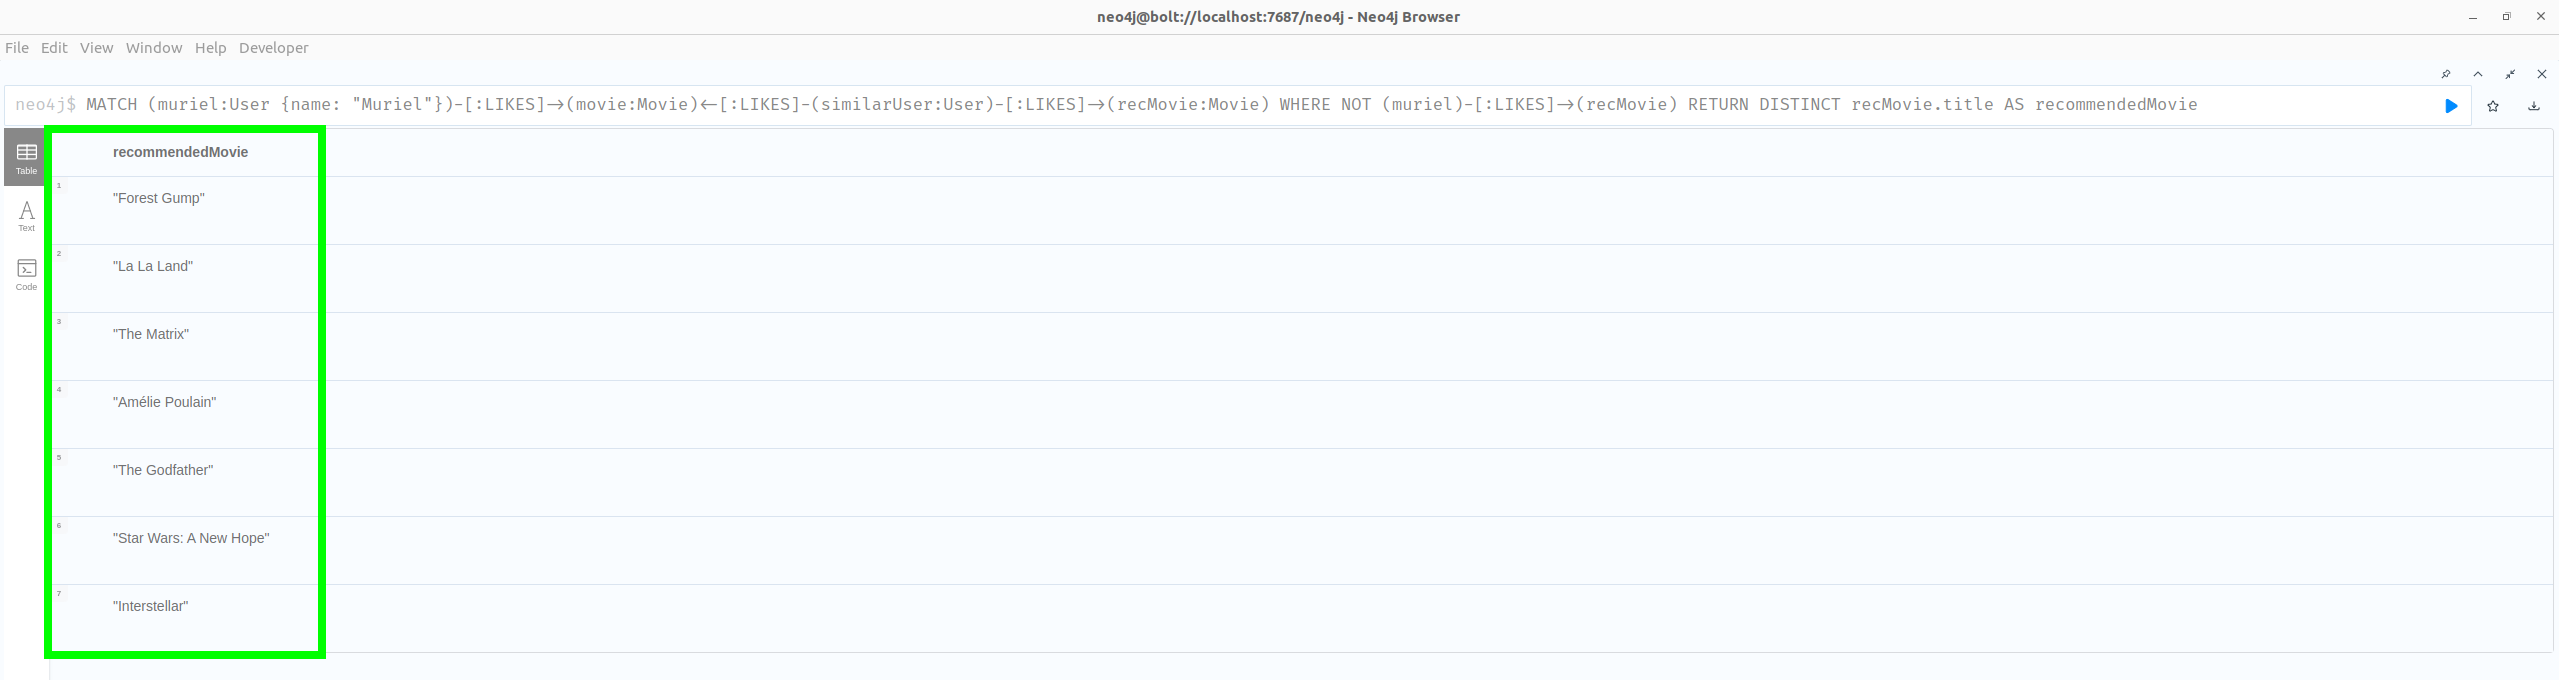 neo4j@bolt://localhost:7687/neo4j - Neo4j Browser
File Edit View Window Help Developer
neo4j$ MATCH (muriel:User {name: "Muriel"})-[:LIKES]->(movie:Movie)<-[:LIKES]-(similarUser:User)-[:LIKES]->(recMovie:Movie) WHERE NOT (muriel)-[:LIKES]->(recMovie) RETURN DISTINCT recMovie.title AS recommendedMovie
Table
Text
Code
recommendedMovie
1 "Forest Gump"
2 "La La Land"
3 "The Matrix"
4 "Amélie Poulain"
5 "The Godfather"
6 "Star Wars: A New Hope"
7 "Interstellar"